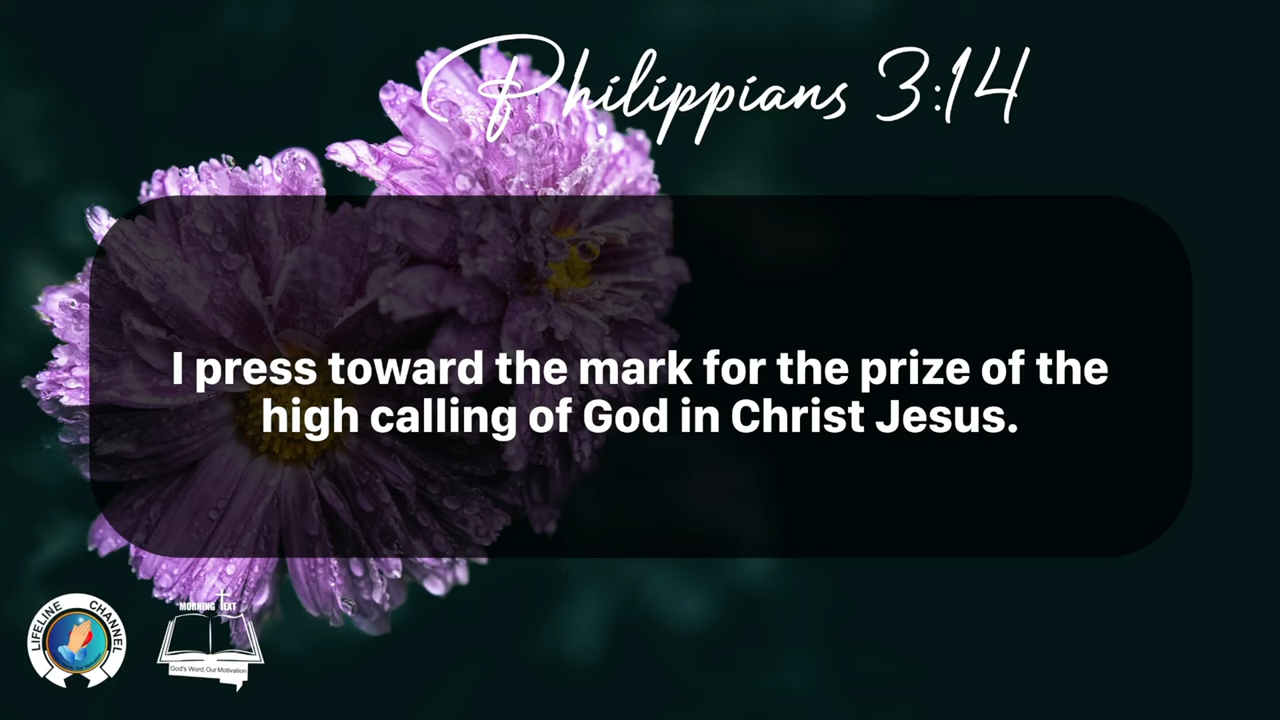 Philippians 3:14
I press toward the mark for the prize of the
high calling of God in Christ Jesus.
LIFELINE CHANNEL
MORNING TEXT
God's Word, Our Motivation